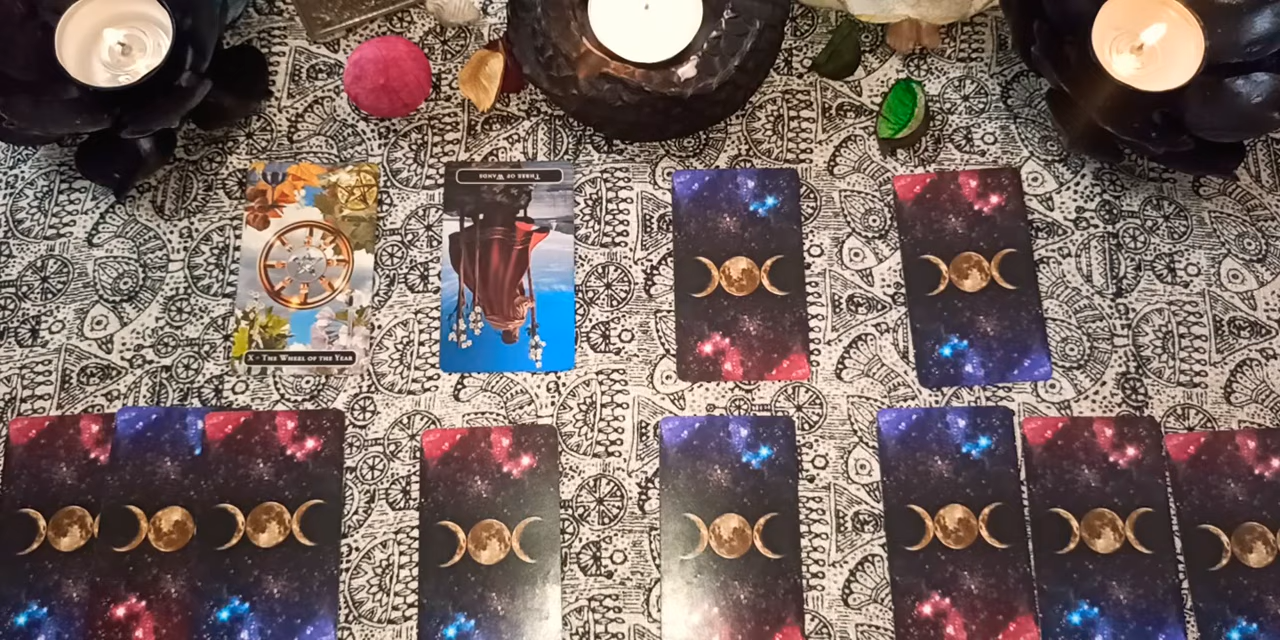 X - The Wheel of the Year
Three of Wands